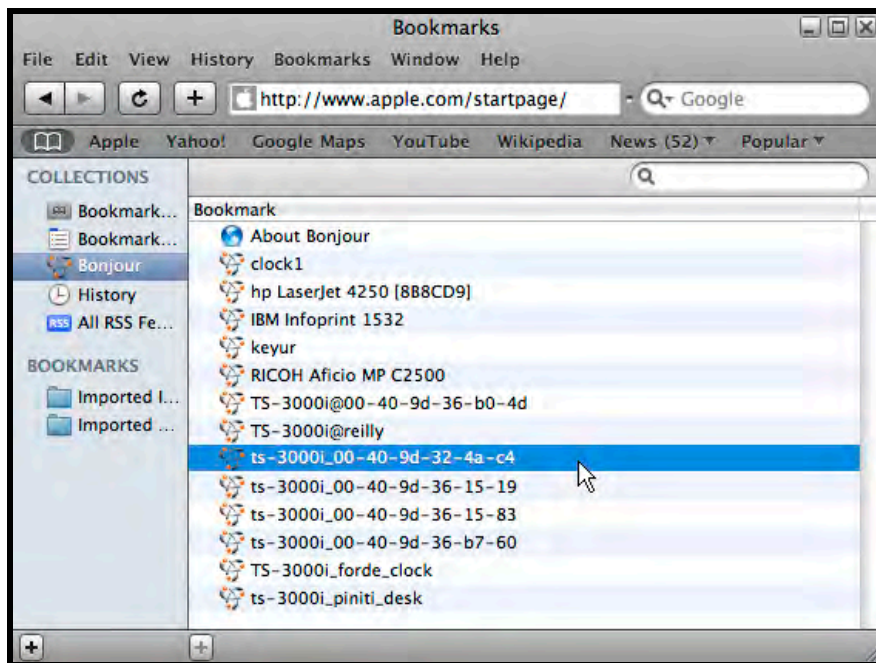 Bookmarks
File Edit View History Bookmarks Window Help
http://www.apple.com/startpage/ Google
Apple Yahoo! Google Maps YouTube Wikipedia News (52) Popular
COLLECTIONS
Bookmark...
Bookmark...
Bonjour
History
RSS All RSS Fe...
BOOKMARKS
Imported I...
Imported ...
Bookmark
About Bonjour
clock1
hp LaserJet 4250 [8B8CD9]
IBM Infoprint 1532
keyur
RICOH Aficio MP C2500
TS-3000i@00-40-9d-36-b0-4d
TS-3000i@reilly
ts-3000i_00-40-9d-32-4a-c4
ts-3000i_00-40-9d-36-15-19
ts-3000i_00-40-9d-36-15-83
ts-3000i_00-40-9d-36-b7-60
TS-3000i_forde_clock
ts-3000i_piniti_desk